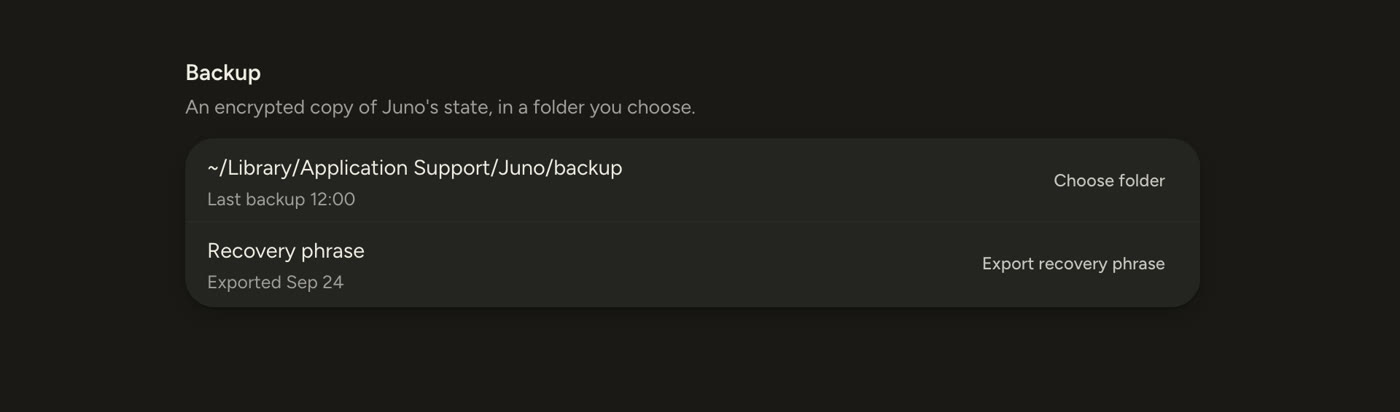 Backup
An encrypted copy of Juno's state, in a folder you choose.
~/Library/Application Support/Juno/backup
Last backup 12:00
Choose folder
Recovery phrase
Exported Sep 24
Export recovery phrase